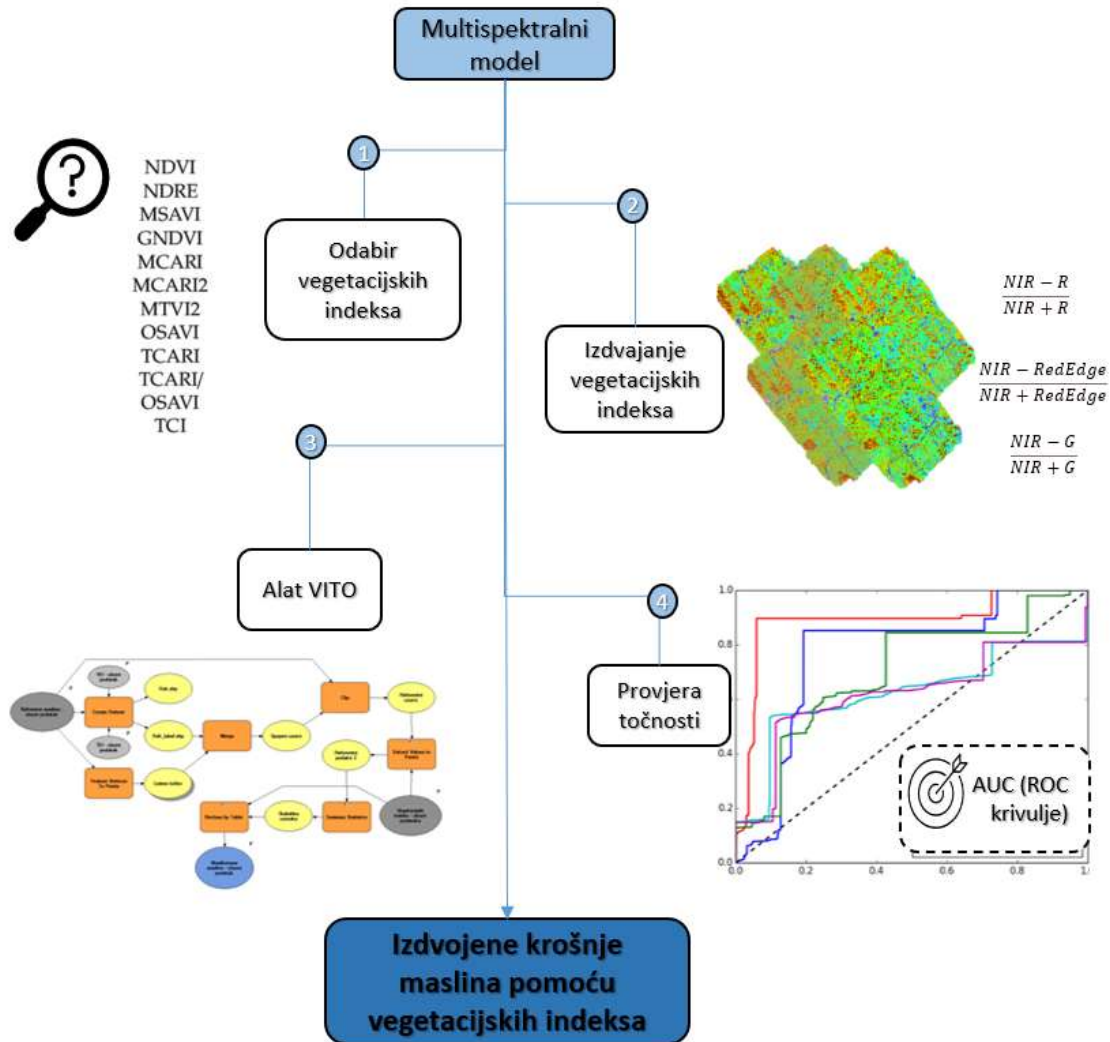 Multispektralni
model
1
NDVI
NDRE
MSAVI
GNDVI
MCARI
MCARI2
MTVI2
OSAVI
TCARI
TCARI/
OSAVI
TCI
Odabir
vegetacijskih
indeksa
2
Izdvajanje
vegetacijskih
indeksa
NIR − R
NIR + R
NIR − RedEdge
NIR + RedEdge
NIR − G
NIR + G
3
Alat VITO
4
Provjera
točnosti
1.0
0.8
0.6
0.4
0.2
0.0
0.0 0.2 0.4 0.6 0.8
AUC (ROC
krivulje)
Merge
Clip
Izdvojene krošnje
maslina pomoću
vegetacijskih indeksa